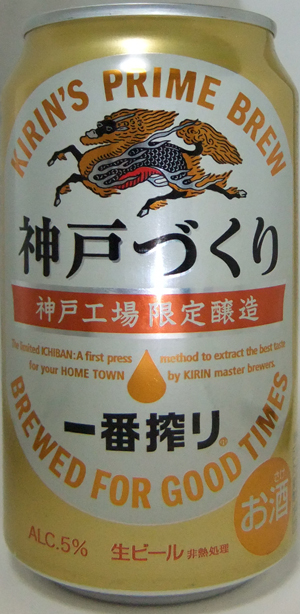 KIRIN'S PRIME BREW
神戸づくり
神戸工場 限定醸造
The limited ICHIBAN: A first press method to extract the best taste
for your HOME TOWN by KIRIN master brewers.
一番搾り®
BREWED FOR GOOD TIMES
さけ
お酒
ALC.5% 生ビール 非熱処理